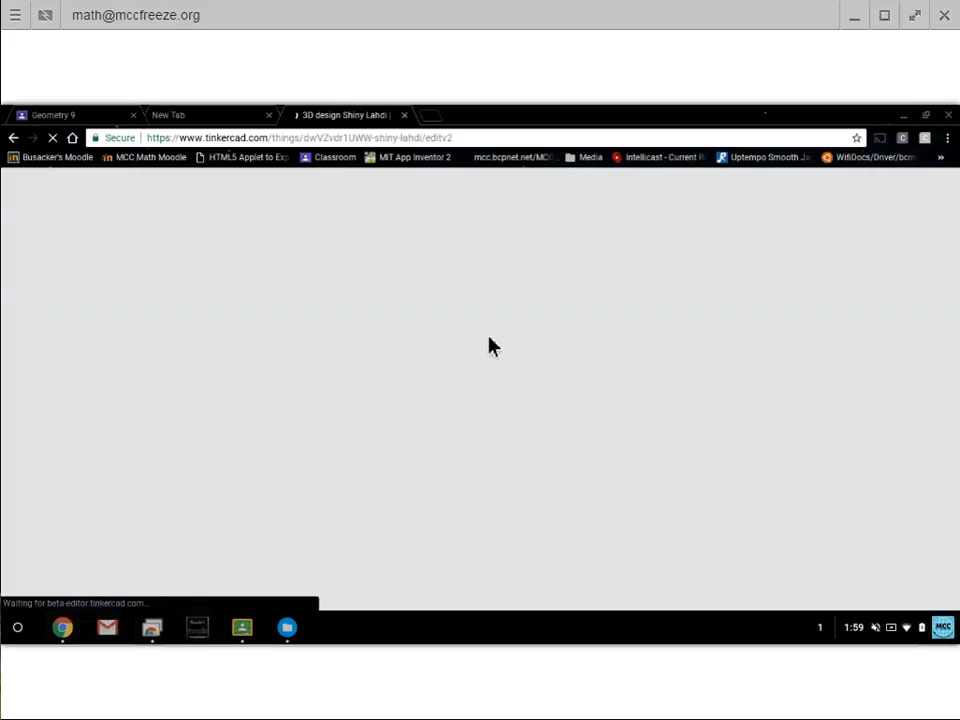 math@mccfreeze.org
Geometry 9
New Tab
3D design Shiny Lahdi
Secure
https://www.tinkercad.com/things/dwVZvdr1UWW-shiny-lahdi/editv2
Busacker's Moodle
MCC Math Moodle
HTML5 Applet to Exp
Classroom
MIT App Inventor 2
mcc.bcpnet.net/MCC
Media
Intellicast - Current R
Uptempo Smooth Ja
WifiDocs/Driver/bcm
»
Waiting for beta-editor.tinkercad.com...
1
1:59
MCC